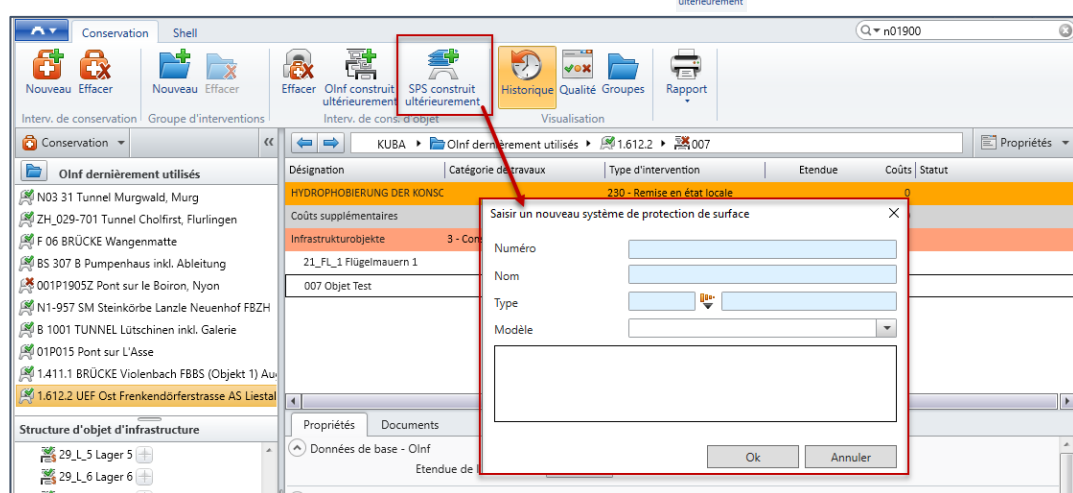 ultérieurement
Conservation Shell
n01900
Nouveau Effacer
Nouveau Effacer
Effacer OInf construit ultérieurement
SPS construit ultérieurement
Historique Qualité Groupes
Rapport
Interv. de conservation
Groupe d'interventions
Interv. de cons. d'objet
Visualisation
Conservation
KUBA OInf dernièrement utilisés 1.612.2 007
Propriétés
OInf dernièrement utilisés
N03 31 Tunnel Murgwald, Murg
ZH_029-701 Tunnel Cholfirst, Flurlingen
F 06 BRÜCKE Wangenmatte
BS 307 B Pumpenhaus inkl. Ableitung
001P1905Z Pont sur le Boiron, Nyon
N1-957 SM Steinkörbe Lanzle Neuenhof FBZH
B 1001 TUNNEL Lütschinen inkl. Galerie
01P015 Pont sur L'Asse
1.411.1 BRÜCKE Violenbach FBBS (Objekt 1) Au
1.612.2 UEF Ost Frenkendörferstrasse AS Liestal
Structure d'objet d'infrastructure
29_L_5 Lager 5
29_L_6 Lager 6
Désignation Catégorie de travaux Type d'intervention Etendue Coûts Statut
HYDROPHOBIERUNG DER KONSC 230 - Remise en état locale 0
Coûts supplémentaires
Infrastrukturobjekte 3 - Con
21_FL_1 Flügelmauern 1
007 Objet Test
Saisir un nouveau système de protection de surface
Numéro
Nom
Type
Modèle
Ok Annuler
Propriétés Documents
Données de base - OInf
Etendue de